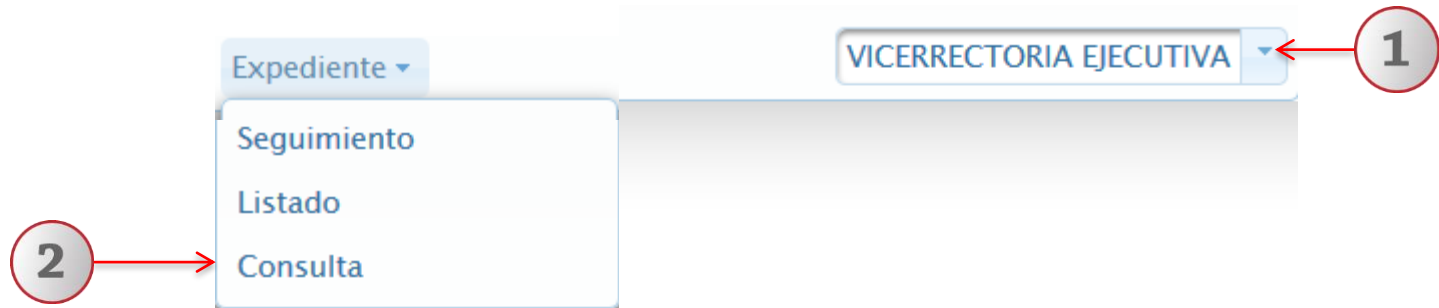 Expediente
VICERRECTORIA EJECUTIVA
1
Seguimiento
Listado
2
Consulta